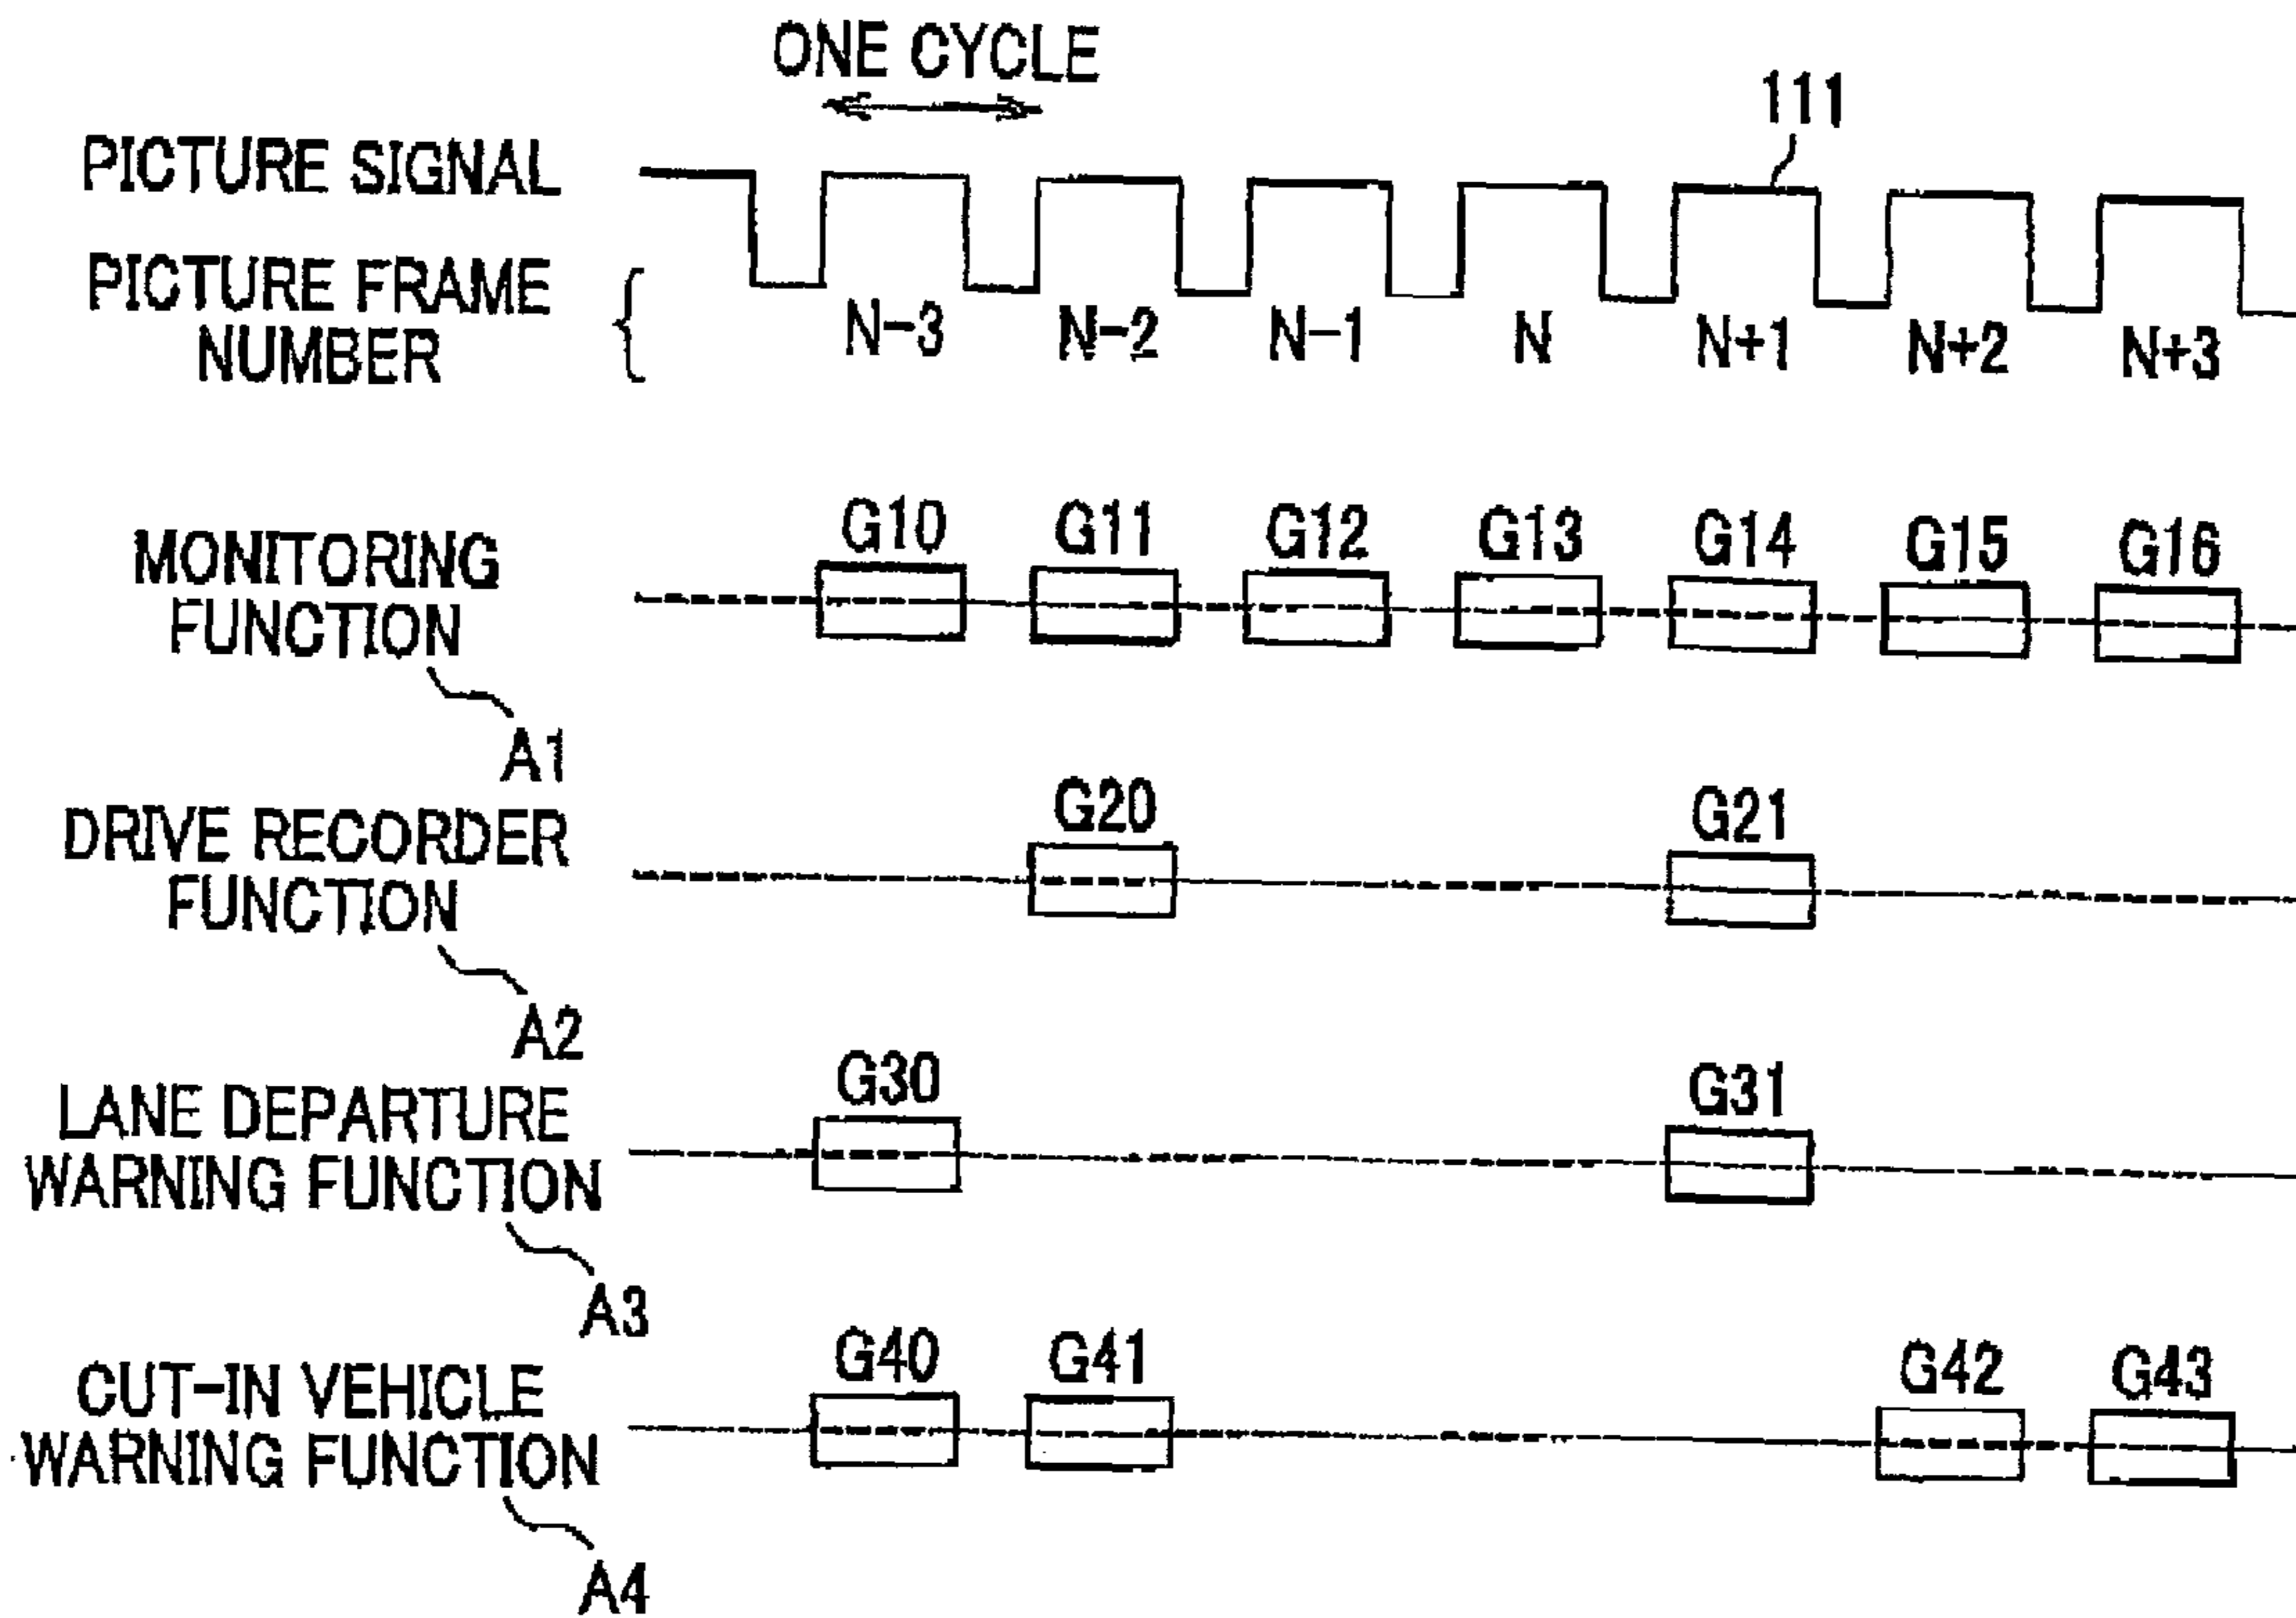 ONE CYCLE
111
PICTURE SIGNAL
PICTURE FRAME
NUMBER
N-3 N-2 N-1 N N+1 N+2 N+3
MONITORING
FUNCTION
G10 G11 G12 G13 G14 G15 G16
A1
DRIVE RECORDER
FUNCTION
G20 G21
A2
LANE DEPARTURE
WARNING FUNCTION
G30 G31
A3
CUT-IN VEHICLE
WARNING FUNCTION
G40 G41 G42 G43
A4